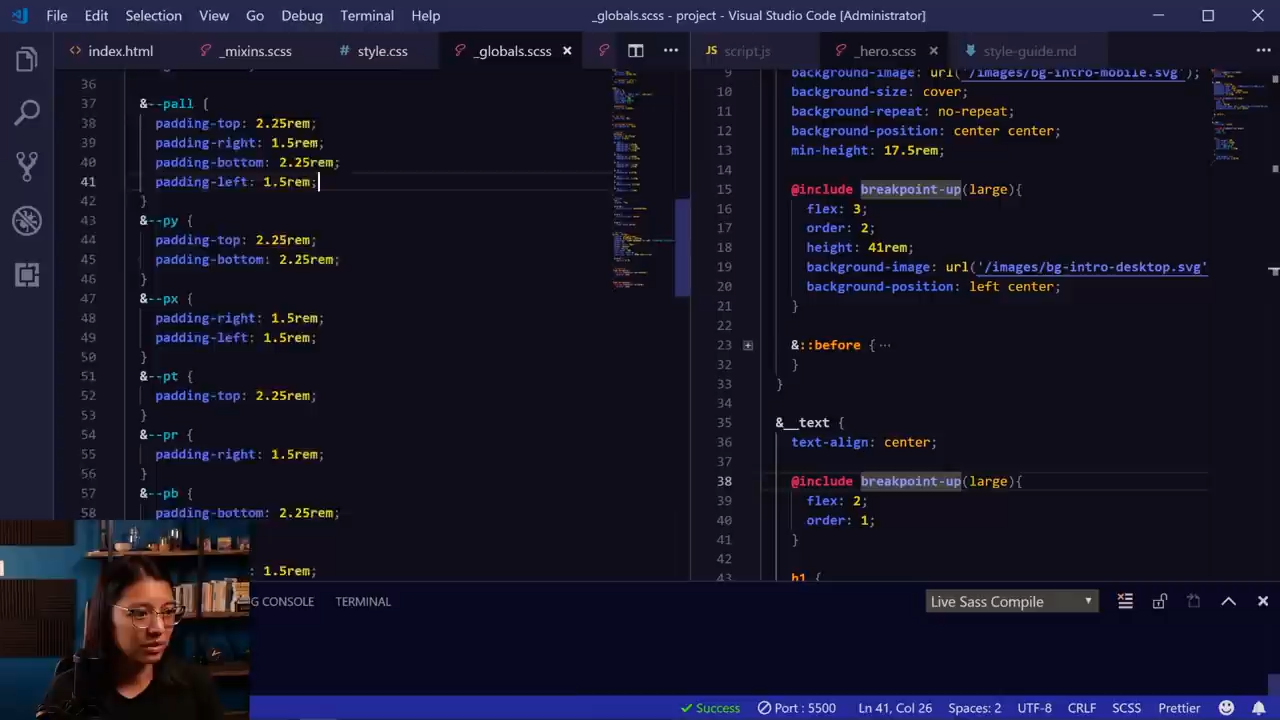 File Edit Selection View Go Debug Terminal Help
_globals.scss - project - Visual Studio Code [Administrator]
index.html _mixins.scss style.css _globals.scss
script.js _hero.scss style-guide.md
36
37 &--pall {
38 padding-top: 2.25rem;
39 padding-right: 1.5rem;
40 padding-bottom: 2.25rem;
41 padding-left: 1.5rem;
42 }
43 &--py {
44 padding-top: 2.25rem;
45 padding-bottom: 2.25rem;
46 }
47 &--px {
48 padding-right: 1.5rem;
49 padding-left: 1.5rem;
50 }
51 &--pt {
52 padding-top: 2.25rem;
53 }
54 &--pr {
55 padding-right: 1.5rem;
56 }
57 &--pb {
58 padding-bottom: 2.25rem;
: 1.5rem;
9 background-image: url('/images/bg-intro-mobile.svg');
10 background-size: cover;
11 background-repeat: no-repeat;
12 background-position: center center;
13 min-height: 17.5rem;
14
15 @include breakpoint-up(large){
16 flex: 3;
17 order: 2;
18 height: 41rem;
19 background-image: url('/images/bg-intro-desktop.svg'
20 background-position: left center;
21 }
22
23 &::before { ···
32 }
33 }
34
35 &__text {
36 text-align: center;
37
38 @include breakpoint-up(large){
39 flex: 2;
40 order: 1;
41 }
42
43 h1 {
G CONSOLE TERMINAL
Live Sass Compile
Success Port : 5500 Ln 41, Col 26 Spaces: 2 UTF-8 CRLF SCSS Prettier